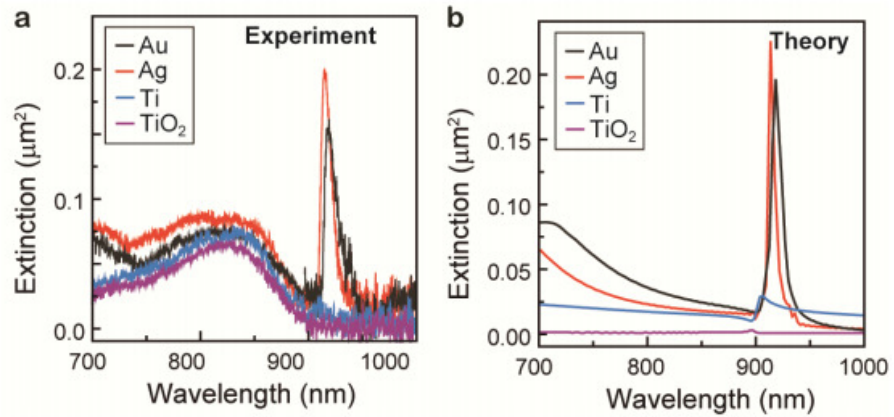 a
Experiment
Au
Ag
Ti
TiO₂
0.2
0.1
0.0
Extinction (μm²)
700
800
900
1000
Wavelength (nm)
b
Theory
Au
Ag
Ti
TiO₂
0.20
0.15
0.10
0.05
0.00
Extinction (μm²)
700
800
900
1000
Wavelength (nm)